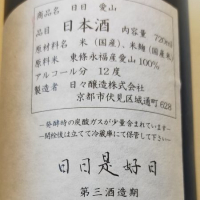 商品名 日日 愛山
品目 日本酒 内容量 720ml
原材料名 米(国産)、米麹(国産米)
原料米 東條永福産愛山100%
アルコール分 12度
製造者 日々醸造株式会社
京都市伏見区城通町628
―発酵時の炭酸ガスが少量含まれています―
―開栓後は立てて冷蔵庫にて保管して下さい―
日日是好日
第三酒造期